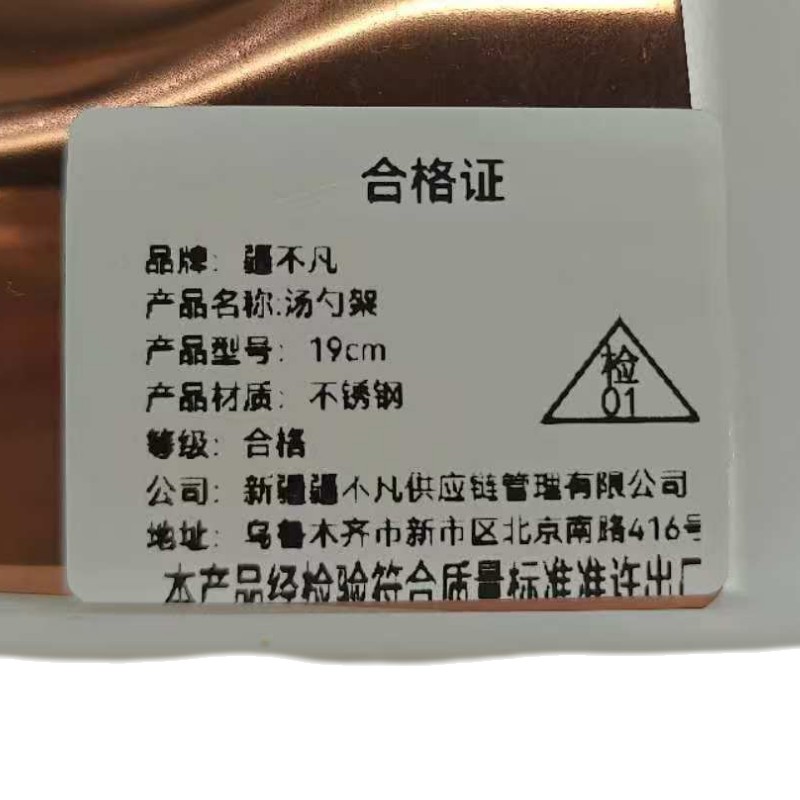 合格证
品牌: 疆不凡
产品名称:汤勺架
产品型号: 19cm
产品材质: 不锈钢
等级: 合格
公司: 新疆疆不凡供应链管理有限公司
地址: 乌鲁木齐市新市区北京南路416号
本产品经检验符合质量标准准许出厂
检
01